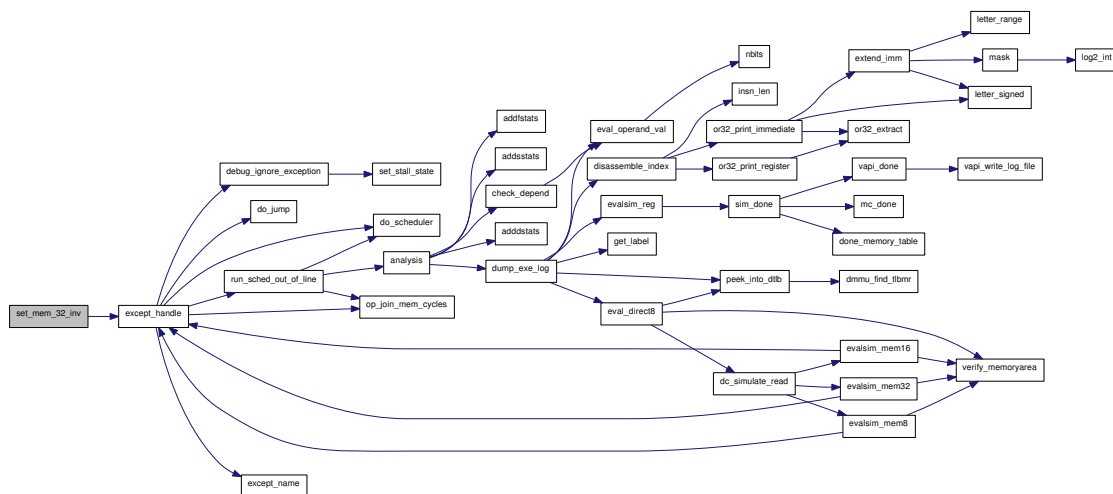 set_mem_32_inv
except_handle
debug_ignore_exception
do_jump
run_sched_out_of_line
except_name
set_stall_state
do_scheduler
analysis
op_join_mem_cycles
addfstats
addsstats
check_depend
adddstats
dump_exe_log
eval_operand_val
disassemble_index
evalsim_reg
get_label
eval_direct8
nbits
insn_len
or32_print_immediate
or32_print_register
sim_done
peek_into_dtlb
dc_simulate_read
extend_imm
or32_extract
vapi_done
mc_done
done_memory_table
dmmu_find_tlbmr
evalsim_mem16
evalsim_mem32
evalsim_mem8
letter_range
mask
letter_signed
vapi_write_log_file
verify_memoryarea
log2_int